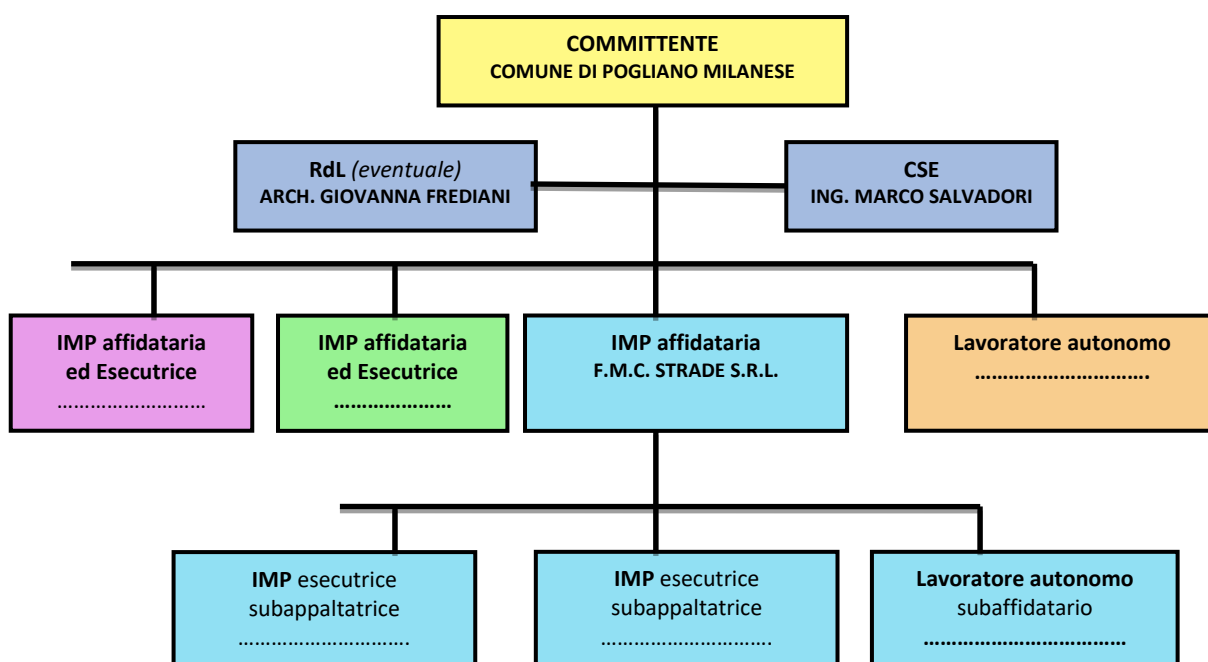 COMMITTENTE
COMUNE DI POGLIANO MILANESE
RdL (eventuale)
ARCH. GIOVANNA FREDIANI
CSE
ING. MARCO SALVADORI
IMP affidataria
ed Esecutrice
………………………
IMP affidataria
ed Esecutrice
…………………
IMP affidataria
F.M.C. STRADE S.R.L.
Lavoratore autonomo
………………………….
IMP esecutrice
subappaltatrice
………………………….
IMP esecutrice
subappaltatrice
………………………….
Lavoratore autonomo
subaffidatario
………………………………